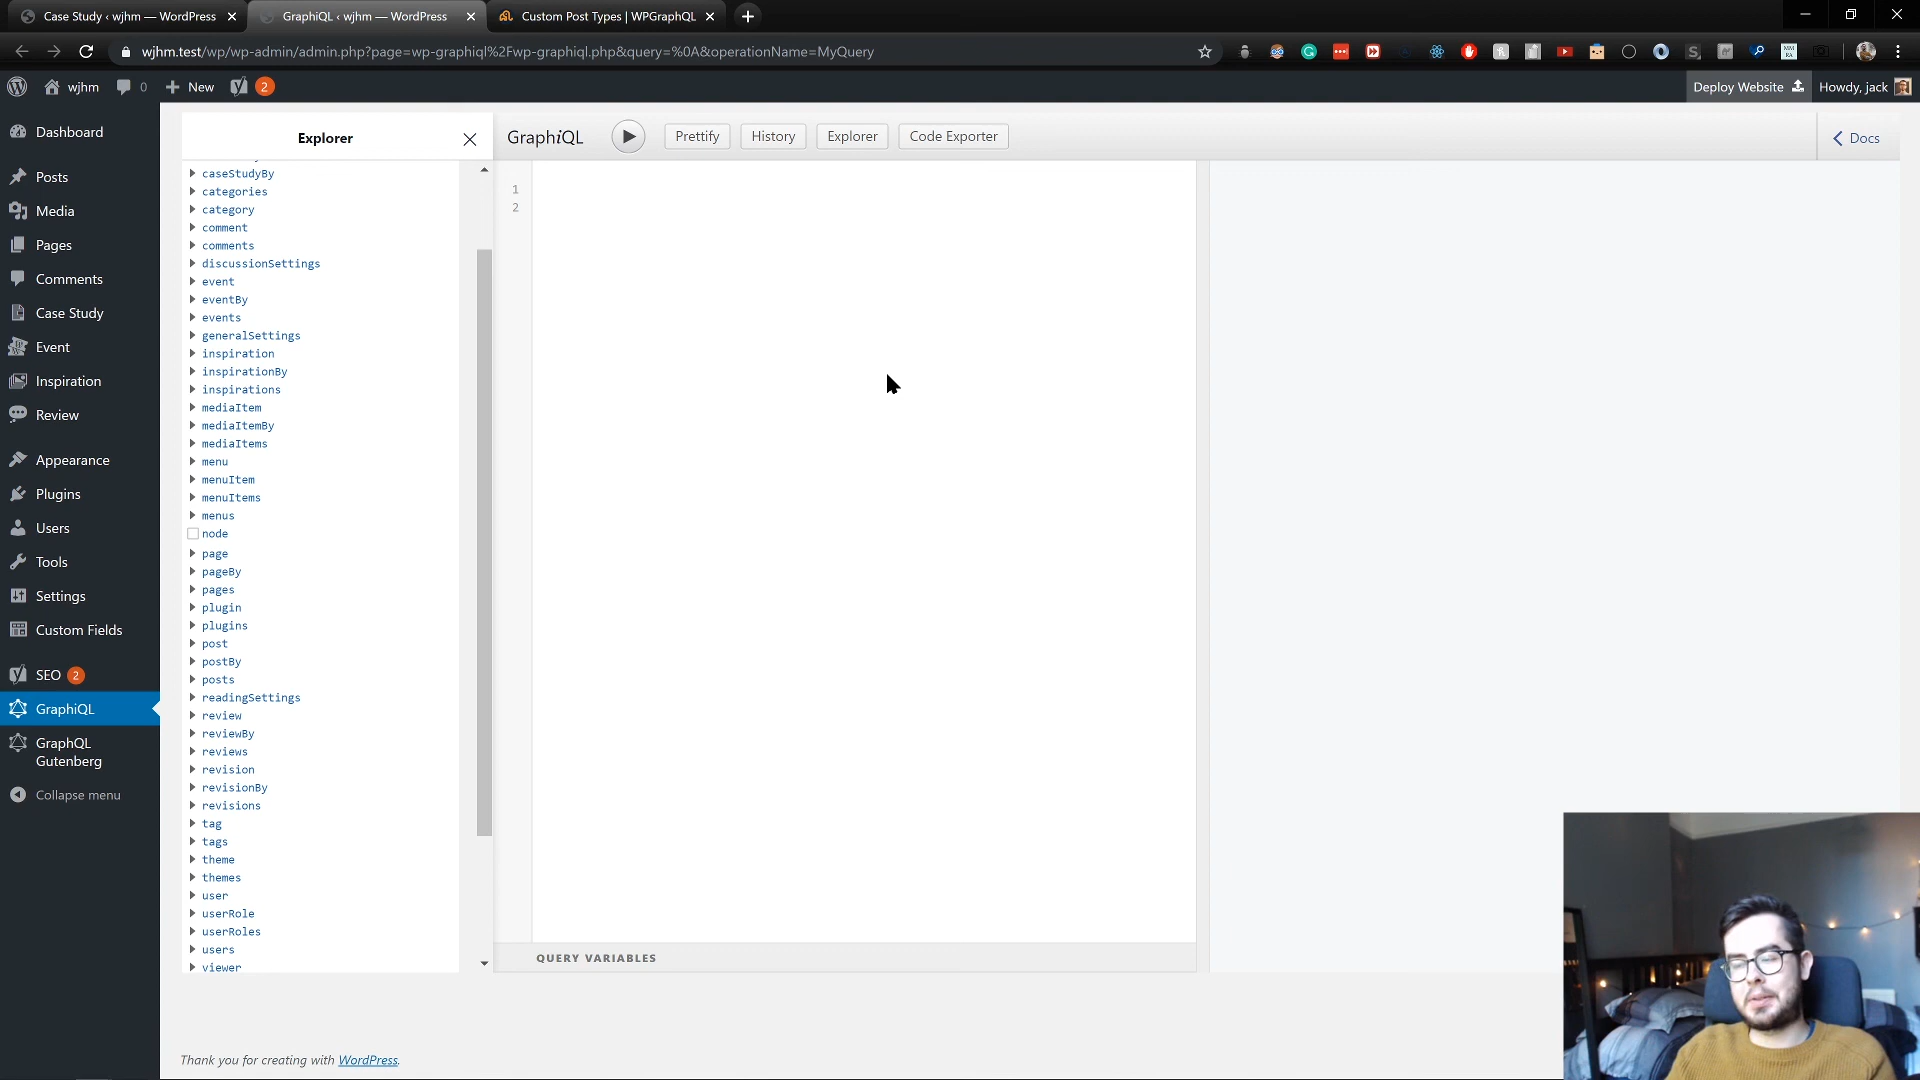 Case Study ‹ wjhm — WordPress
GraphiQL ‹ wjhm — WordPress
Custom Post Types | WPGraphQL
wjhm.test/wp/wp-admin/admin.php?page=wp-graphiql%2Fwp-graphiql.php&query=%0A&operationName=MyQuery
wjhm
0
New
2
Deploy Website
Howdy, jack
Dashboard
Posts
Media
Pages
Comments
Case Study
Event
Inspiration
Review
Appearance
Plugins
Users
Tools
Settings
Custom Fields
SEO 2
GraphiQL
GraphQL
Gutenberg
Collapse menu
Explorer
caseStudyBy
categories
category
comment
comments
discussionSettings
event
eventBy
events
generalSettings
inspiration
inspirationBy
inspirations
mediaItem
mediaItemBy
mediaItems
menu
menuItem
menuItems
menus
node
page
pageBy
pages
plugin
plugins
post
postBy
posts
readingSettings
review
reviewBy
reviews
revision
revisionBy
revisions
tag
tags
theme
themes
user
userRole
userRoles
users
viewer
GraphiQL
Prettify
History
Explorer
Code Exporter
Docs
1
2
QUERY VARIABLES
Thank you for creating with WordPress.